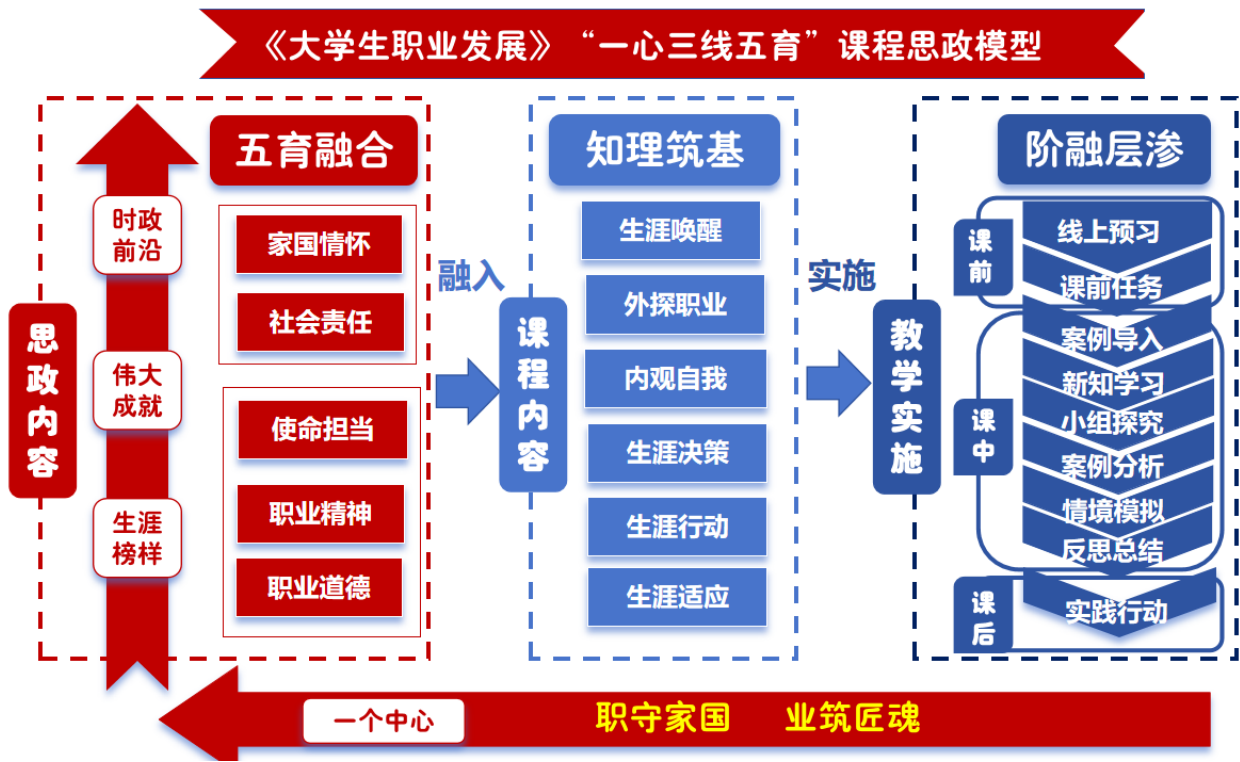 《大学生职业发展》“一心三线五育”课程思政模型
思政内容
时政
前沿
伟大
成就
生涯
榜样
五育融合
家国情怀
社会责任
使命担当
职业精神
职业道德
融入
课程内容
知理筑基
生涯唤醒
外探职业
内观自我
生涯决策
生涯行动
生涯适应
实施
教学实施
阶融层渗
课前
线上预习
课前任务
课中
案例导入
新知学习
小组探究
案例分析
情境模拟
反思总结
课后
实践行动
一个中心
职守家国 业筑匠魂